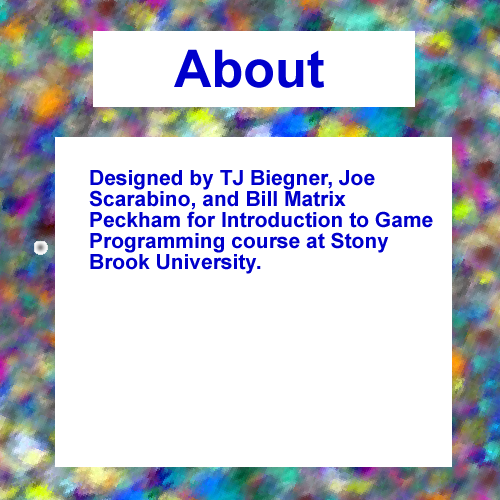 About
Designed by TJ Biegner, Joe
Scarabino, and Bill Matrix
Peckham for Introduction to Game
Programming course at Stony
Brook University.